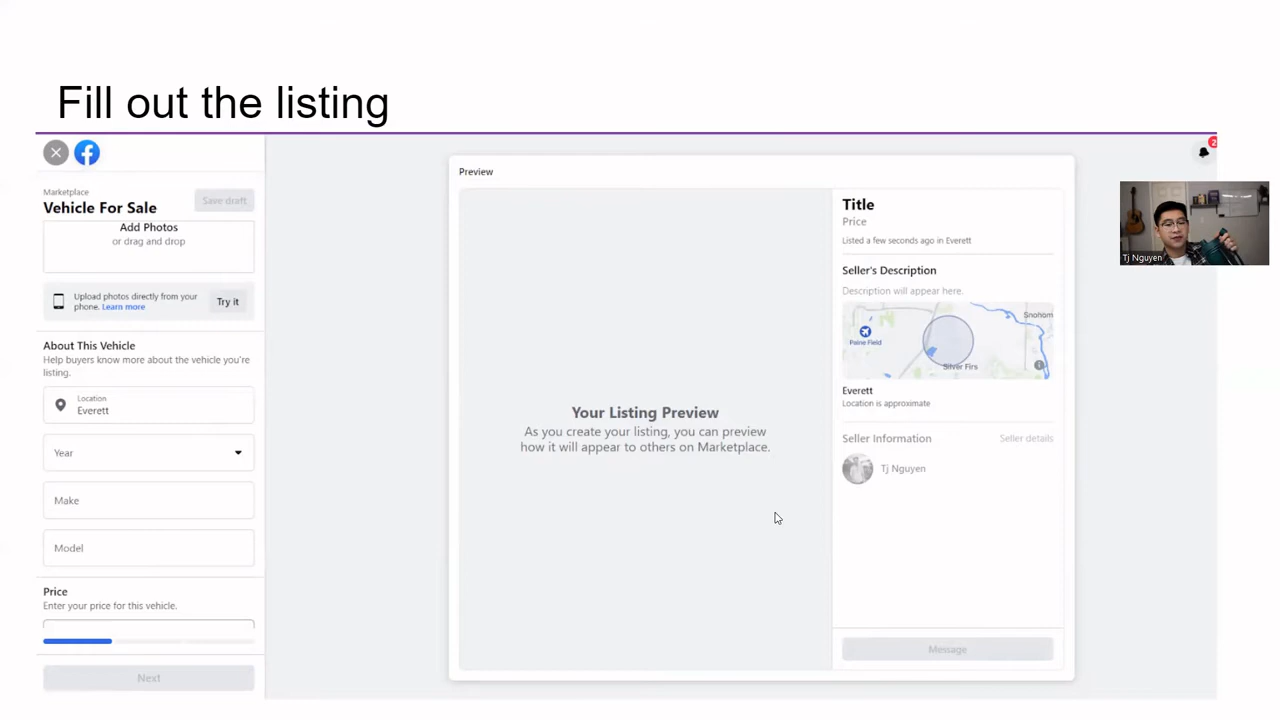 Fill out the listing
Marketplace
Vehicle For Sale
Save draft
Add Photos
or drag and drop
Upload photos directly from your
phone. Learn more
Try it
About This Vehicle
Help buyers know more about the vehicle you're
listing.
Location
Everett
Year
Make
Model
Price
Enter your price for this vehicle.
Next
Preview
Your Listing Preview
As you create your listing, you can preview
how it will appear to others on Marketplace.
Title
Price
Listed a few seconds ago in Everett
Seller's Description
Description will appear here.
Snohom
Paine Field
Silver Firs
Everett
Location is approximate
Seller Information
Seller details
Tj Nguyen
Message
2
Tj Nguyen